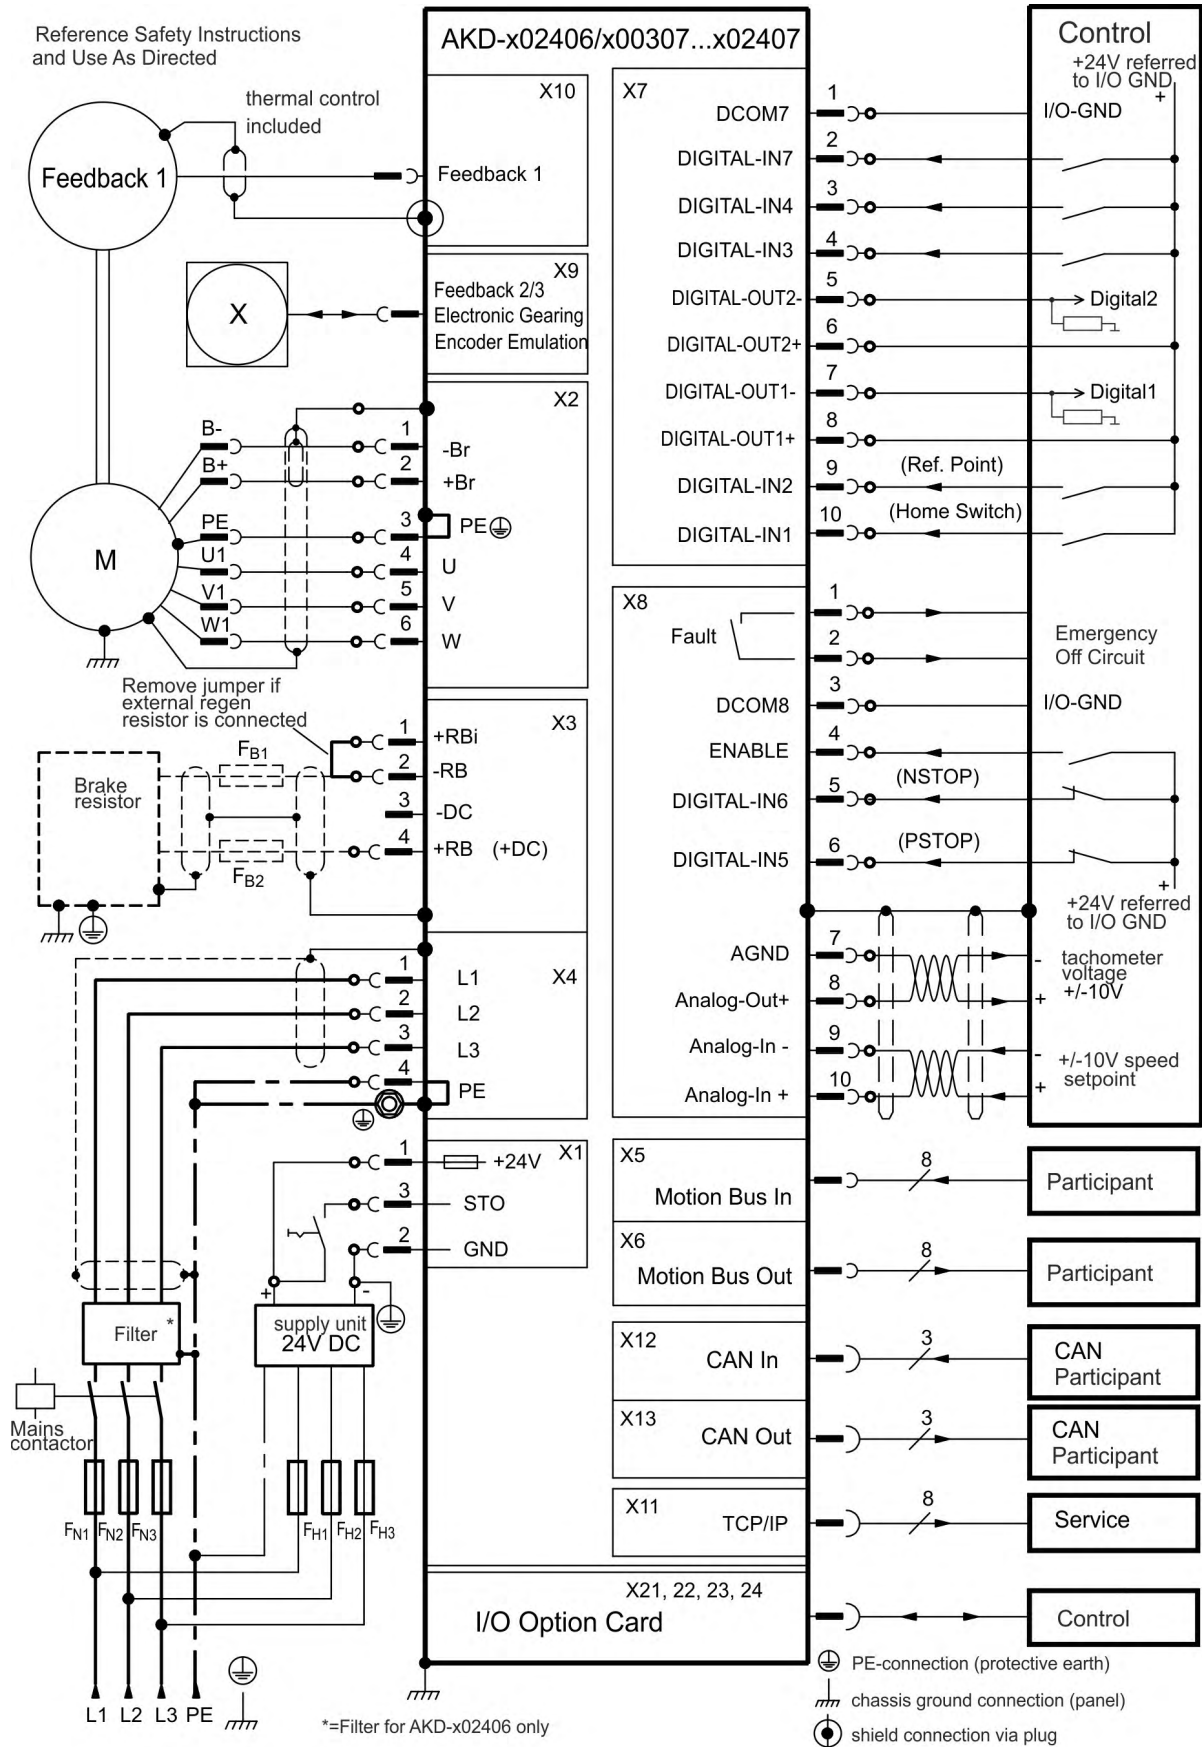 Reference Safety Instructions
and Use As Directed
AKD-x02406/x00307...x02407
Control
+24V referred
to I/O GND
+
thermal control
included
Feedback 1
X10
Feedback 1
X9
Feedback 2/3
Electronic Gearing
Encoder Emulation
X
X2
B-
1
-Br
B+
2
+Br
PE
3
PE
U1
4
U
V1
5
V
W1
6
W
M
Remove jumper if
external regen
resistor is connected
X3
1
+RBi
2
-RB
3
-DC
4
+RB (+DC)
FB1
FB2
Brake
resistor
X4
1
L1
2
L2
3
L3
4
PE
X1
1
+24V
3
STO
2
GND
+
-
supply unit
24V DC
Filter *
Mains
contactor
FN1 FN2 FN3
FH1 FH2 FH3
L1 L2 L3 PE
*=Filter for AKD-x02406 only
X7
DCOM7
1
I/O-GND
DIGITAL-IN7
2
DIGITAL-IN4
3
DIGITAL-IN3
4
DIGITAL-OUT2-
5
Digital2
DIGITAL-OUT2+
6
DIGITAL-OUT1-
7
Digital1
DIGITAL-OUT1+
8
DIGITAL-IN2
9
(Ref. Point)
DIGITAL-IN1
10
(Home Switch)
X8
Fault
1
2
Emergency
Off Circuit
DCOM8
3
I/O-GND
ENABLE
4
DIGITAL-IN6
5
(NSTOP)
DIGITAL-IN5
6
(PSTOP)
+
+24V referred
to I/O GND
AGND
7
-
Analog-Out+
8
+
tachometer
voltage
+/-10V
Analog-In -
9
-
Analog-In +
10
+
+/-10V speed
setpoint
X5
Motion Bus In
8
Participant
X6
Motion Bus Out
8
Participant
X12
CAN In
3
CAN
Participant
X13
CAN Out
3
CAN
Participant
X11
TCP/IP
8
Service
X21, 22, 23, 24
I/O Option Card
Control
PE-connection (protective earth)
chassis ground connection (panel)
shield connection via plug